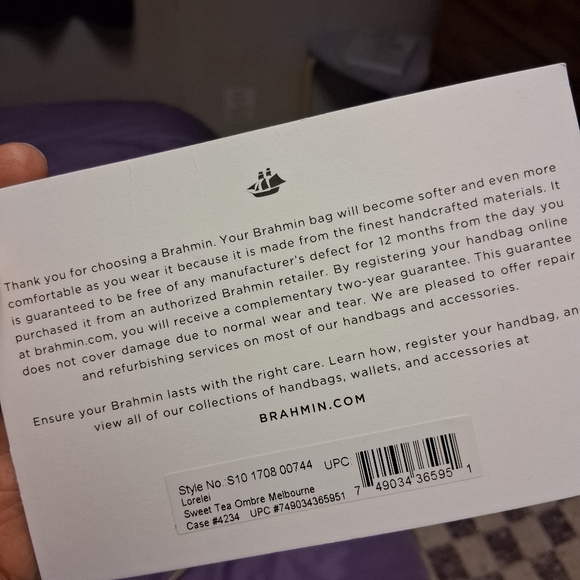 Thank you for choosing a Brahmin. Your Brahmin bag will become softer and even more
comfortable as you wear it because it is made from the finest handcrafted materials. It
is guaranteed to be free of any manufacturer's defect for 12 months from the day you
purchased it from an authorized Brahmin retailer. By registering your handbag online
at brahmin.com, you will receive a complementary two-year guarantee. This guarantee
does not cover damage due to normal wear and tear. We are pleased to offer repair
and refurbishing services on most of our handbags and accessories.
Ensure your Brahmin lasts with the right care. Learn how, register your handbag, an
view all of our collections of handbags, wallets, and accessories at
BRAHMIN.COM
Style No. S10 1708 00744 UPC:
Lorelei
Sweet Tea Ombre Melbourne
Case #4234 UPC #749034365951
7 49034 36595 1